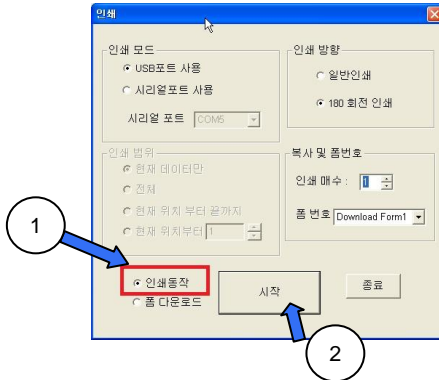 인쇄
인쇄 모드
USB포트 사용
시리얼포트 사용
시리얼 포트 COM5
인쇄 방향
일반인쇄
180 회전 인쇄
인쇄 범위
현재 데이터만
전체
현재 위치 부터 끝까지
현재 위치부터 1
복사 및 폼번호
인쇄 매수 : 1
폼 번호 Download Form1
1
인쇄동작
폼 다운로드
시작
종료
2